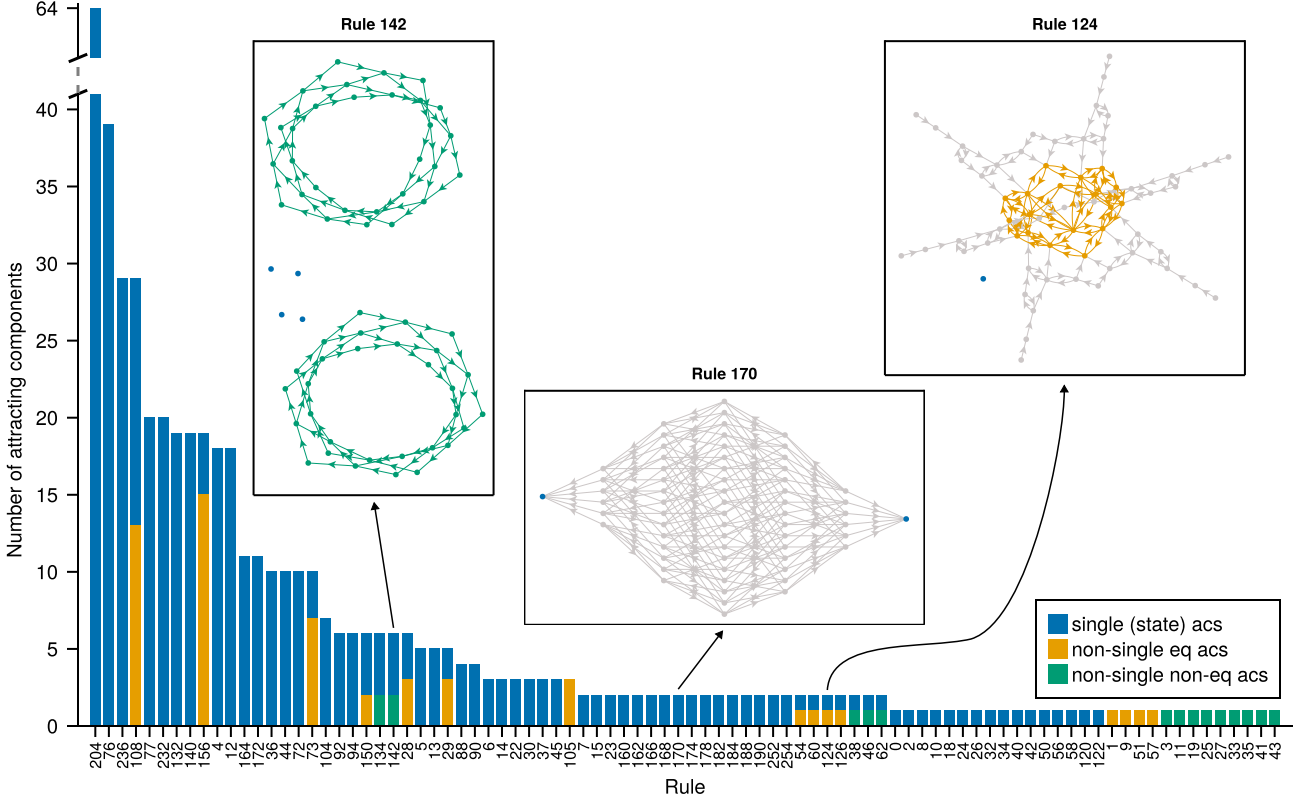 Rule 142
Rule 124
Rule 170
Number of attracting components
64
40
35
30
25
20
15
10
5
0
single (state) acs
non-single eq acs
non-single non-eq acs
204 76 236 108 77 232 132 140 156 4 12 164 172 36 44 72 73 104 92 94 150 134 142 28 5 13 29 88 90 6 14 22 30 37 45 105 7 15 23 160 162 166 168 170 174 178 182 184 188 190 252 254 54 60 124 126 38 46 62 0 2 8 10 18 24 26 32 34 40 42 50 56 58 120 122 1 9 51 57 3 11 19 25 27 33 35 41 43
Rule